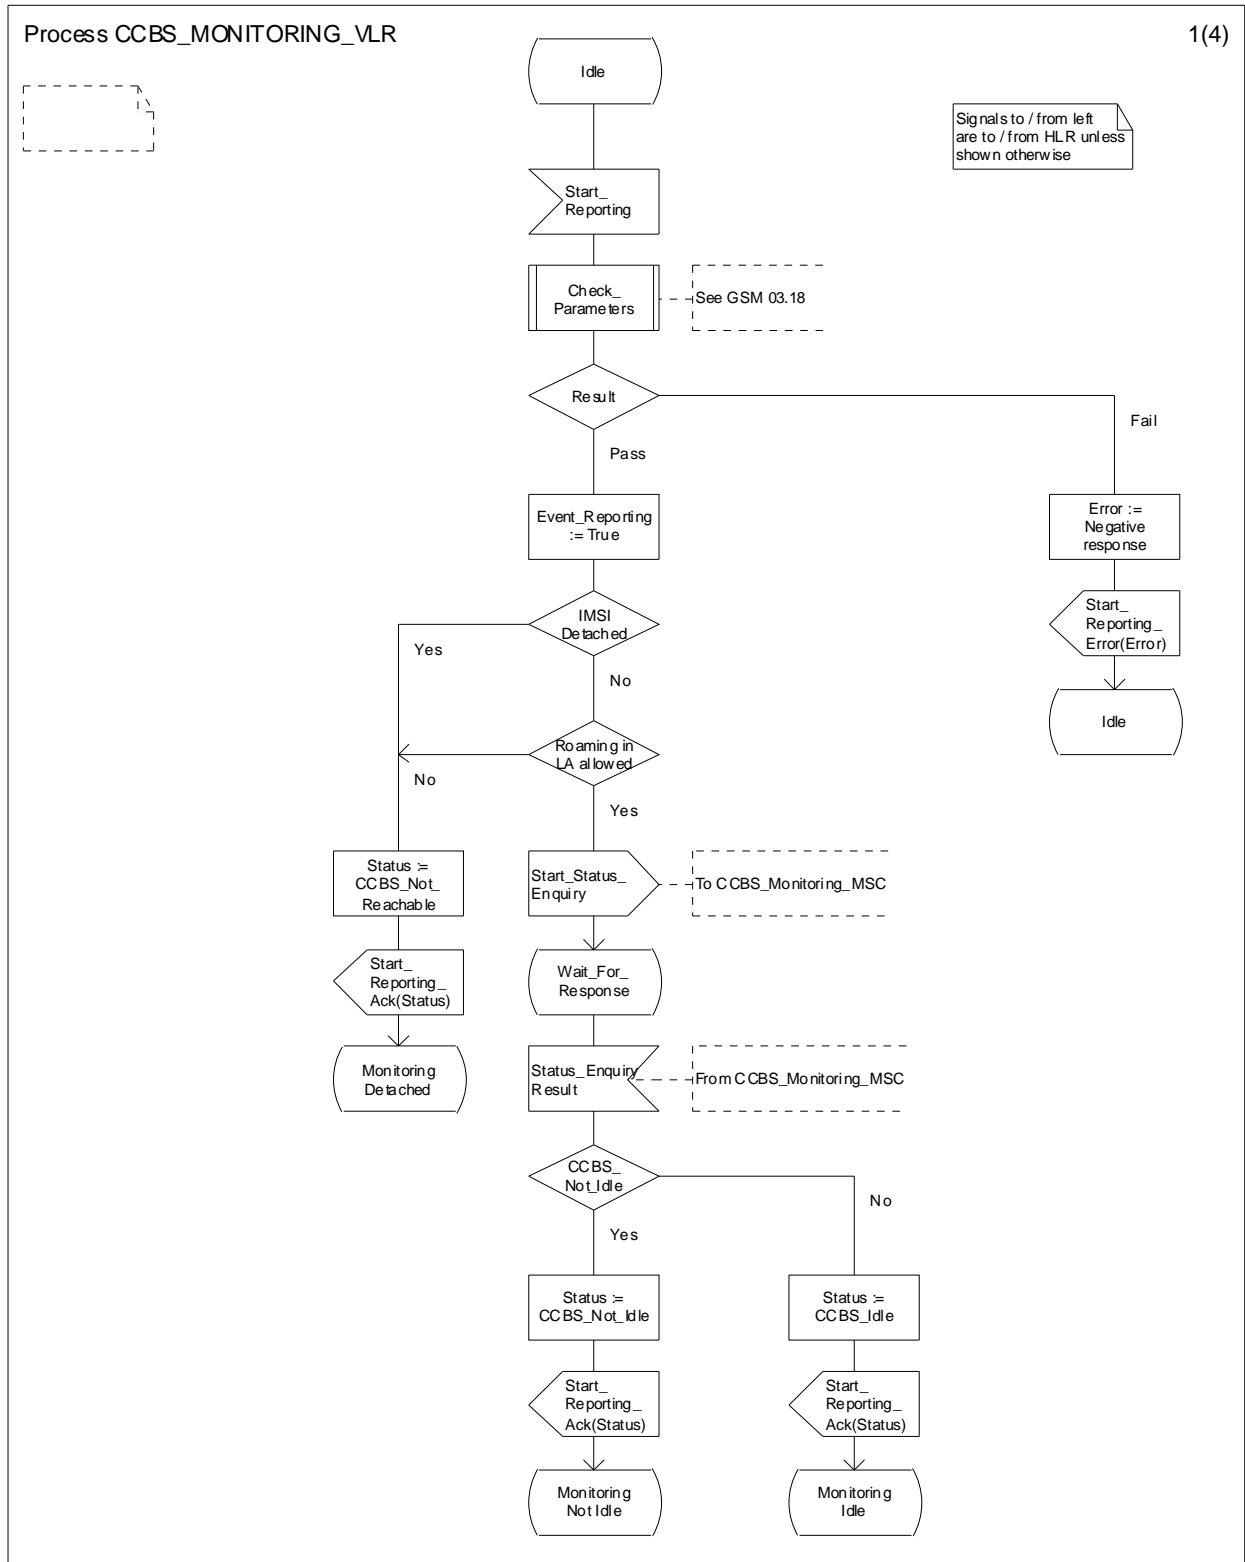 Process CCBS_MONITORING_VLR
1(4)
Idle
Signals to / from left
are to / from HLR unless
shown otherwise
Start_
Reporting
Check_
Parameters
See GSM 03.18
Result
Fail
Pass
Event_Reporting
:= True
Error :=
Negative
response
IMSI
Detached
Yes
No
Start_
Reporting_
Error(Error)
Idle
Roaming in
LA allowed
No
Yes
Status :=
CCBS_Not_
Reachable
Start_Status_
Enquiry
To CCBS_Monitoring_MSC
Start_
Reporting_
Ack(Status)
Wait_For_
Response
Monitoring
Detached
Status_Enquiry
Result
From CCBS_Monitoring_MSC
CCBS_
Not_Idle
No
Yes
Status :=
CCBS_Not_Idle
Status :=
CCBS_Idle
Start_
Reporting_
Ack(Status)
Start_
Reporting_
Ack(Status)
Monitoring
Not Idle
Monitoring
Idle